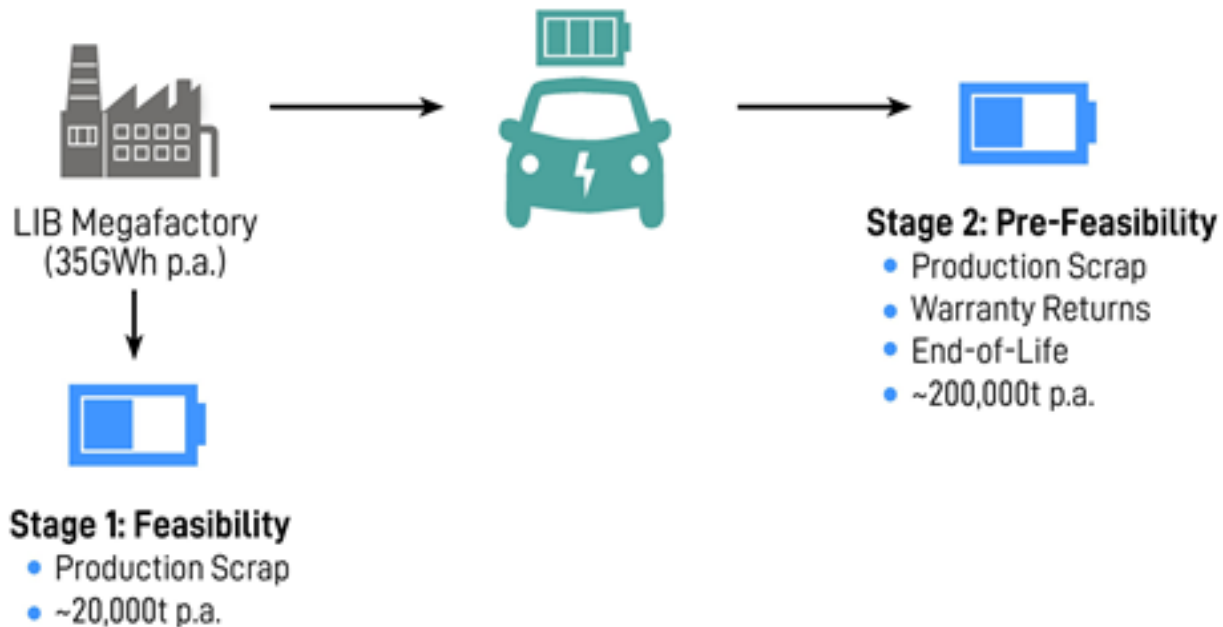 LIB Megafactory
(35GWh p.a.)
Stage 1: Feasibility
Production Scrap
~20,000t p.a.
Stage 2: Pre-Feasibility
Production Scrap
Warranty Returns
End-of-Life
~200,000t p.a.